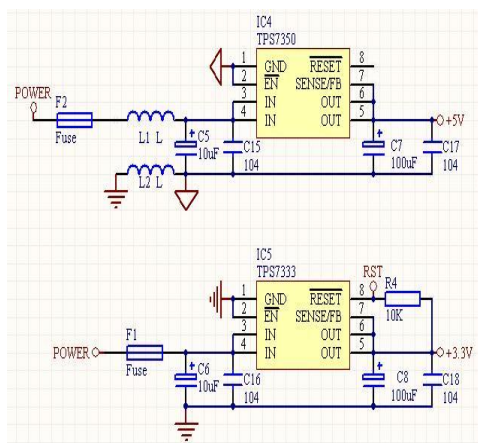 IC4
TPS7350
1 GND RESET 8
2 EN SENSE/FB 7
3 IN OUT 6
4 IN OUT 5
POWER
F2
Fuse
L1 L
C5
10uF
C15
104
C7
100uF
C17
104
+5V
L2 L
IC5
TPS7333
1 GND RESET 8
2 EN SENSE/FB 7
3 IN OUT 6
4 IN OUT 5
RST
R4
10K
POWER
F1
Fuse
C6
10uF
C16
104
C8
100uF
C18
104
+3.3V